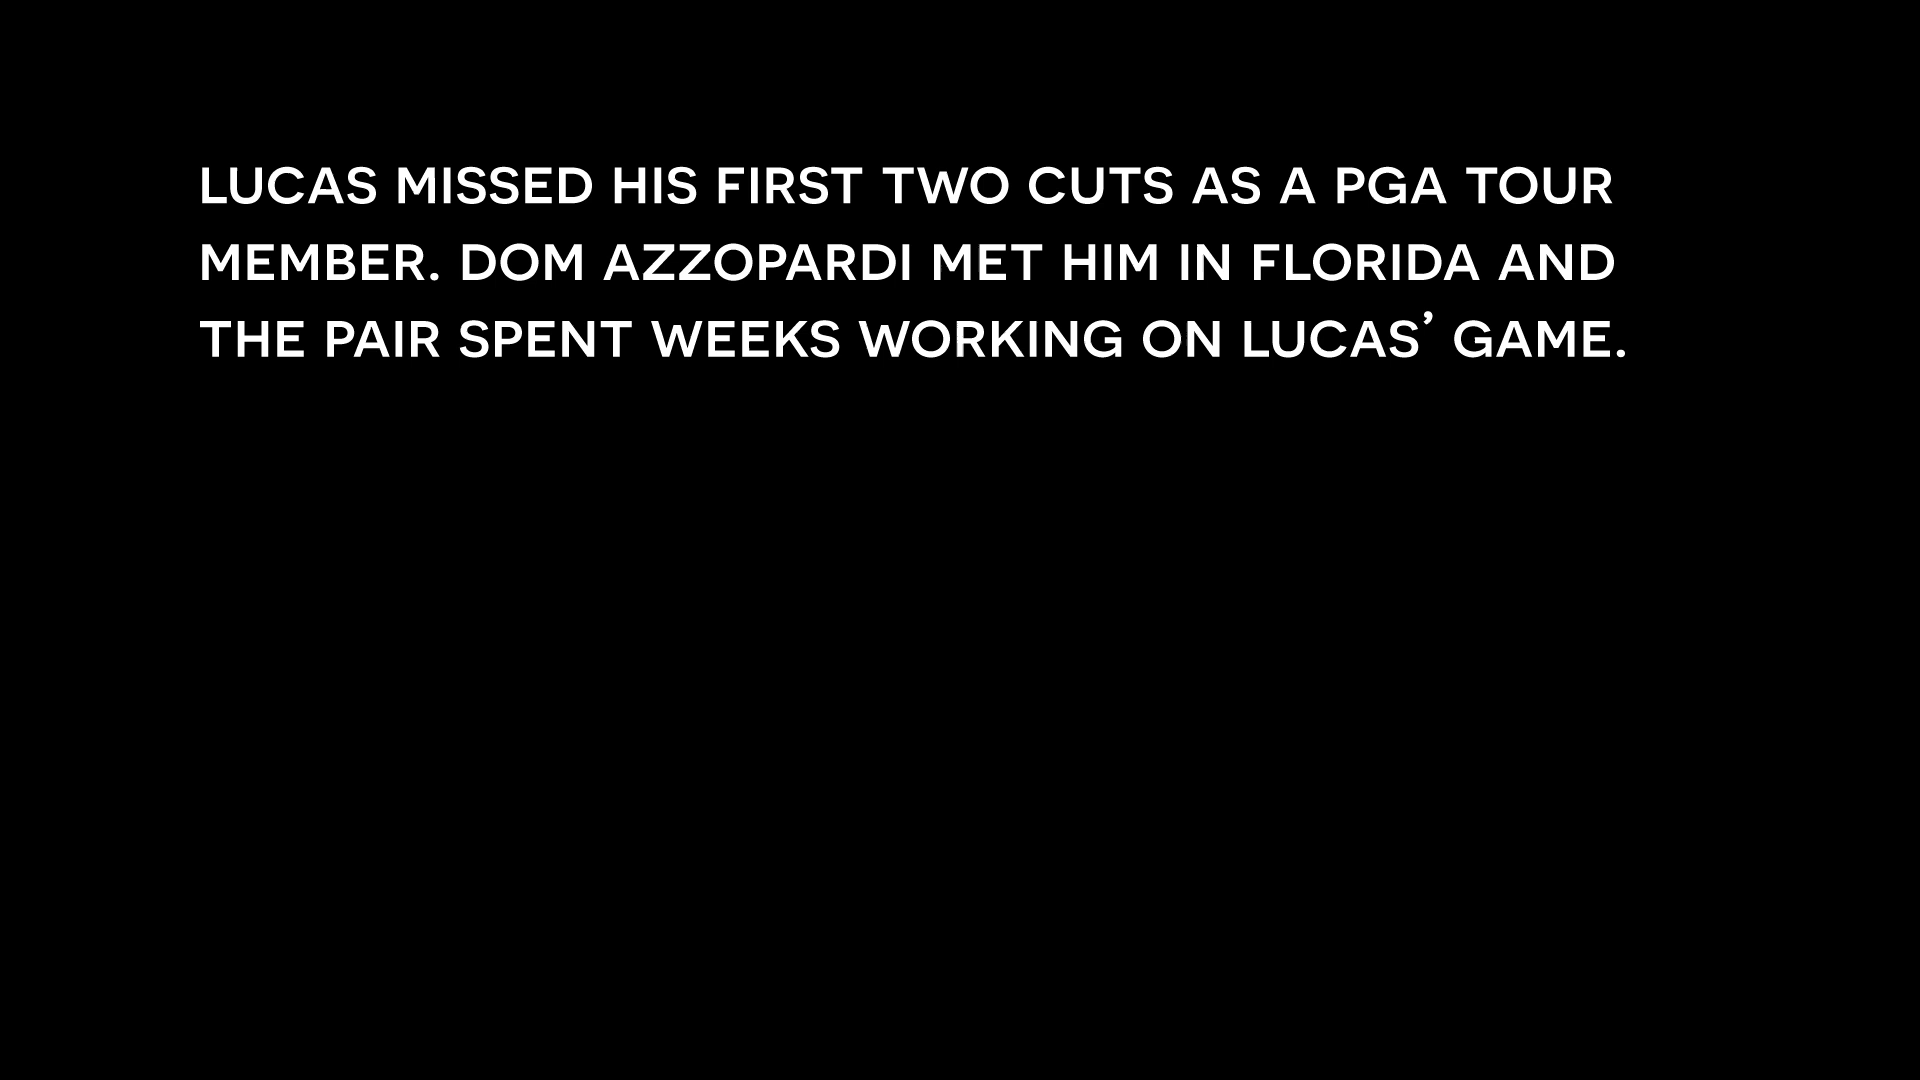 LUCAS MISSED HIS FIRST TWO CUTS AS A PGA TOUR
MEMBER. DOM AZZOPARDI MET HIM IN FLORIDA AND
THE PAIR SPENT WEEKS WORKING ON LUCAS’ GAME.